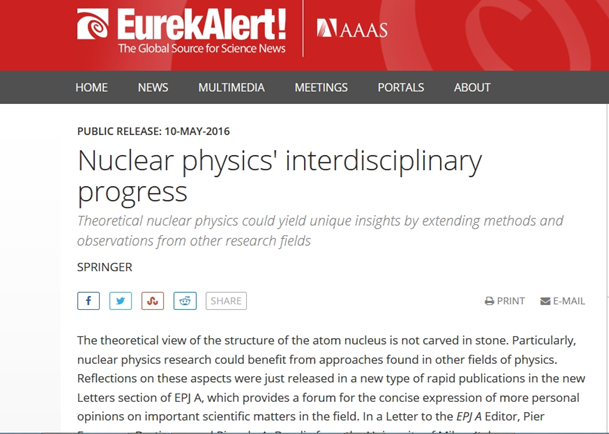 EurekAlert! AAAS
The Global Source for Science News
HOME NEWS MULTIMEDIA MEETINGS PORTALS ABOUT
PUBLIC RELEASE: 10-MAY-2016
Nuclear physics' interdisciplinary
progress
Theoretical nuclear physics could yield unique insights by extending methods and
observations from other research fields
SPRINGER
f SHARE PRINT E-MAIL
The theoretical view of the structure of the atom nucleus is not carved in stone. Particularly,
nuclear physics research could benefit from approaches found in other fields of physics.
Reflections on these aspects were just released in a new type of rapid publications in the new
Letters section of EPJ A, which provides a forum for the concise expression of more personal
opinions on important scientific matters in the field. In a Letter to the EPJ A Editor, Pier